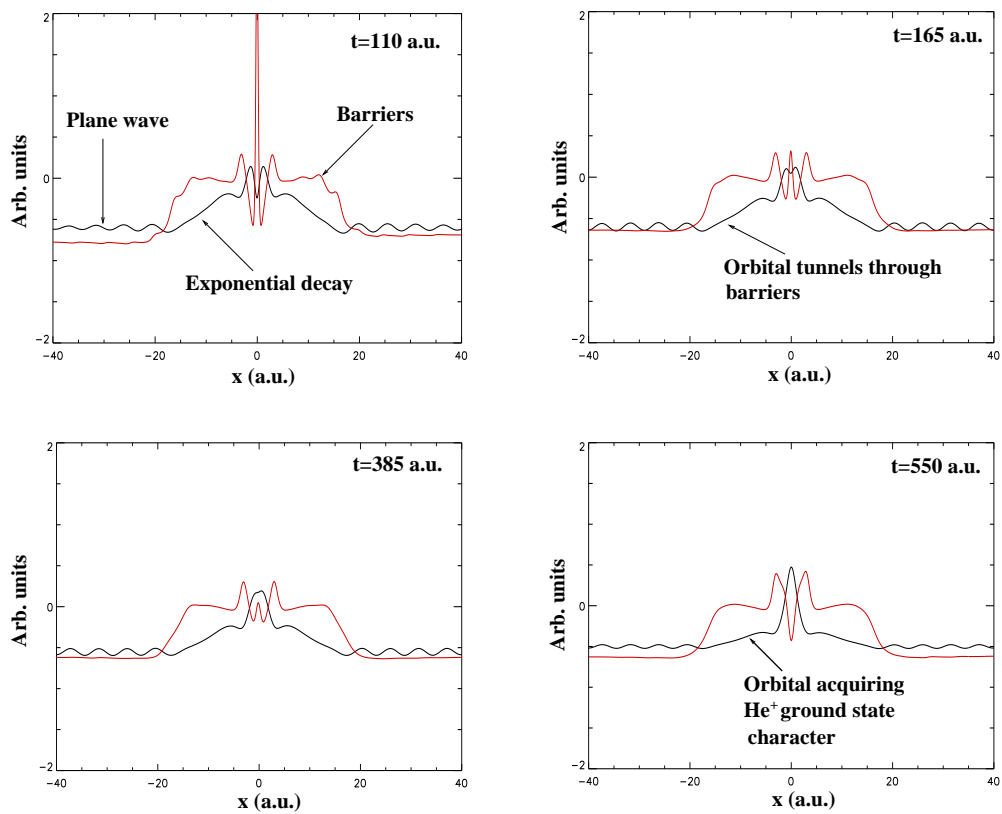 2
t=110 a.u.
Plane wave
Barriers
Arb. units
0
Exponential decay
−2
−40
−20
0
20
40
x (a.u.)
2
t=165 a.u.
Arb. units
0
Orbital tunnels through
barriers
−2
−40
−20
0
20
40
x (a.u.)
2
t=385 a.u.
Arb. units
0
−2
−40
−20
0
20
40
x (a.u.)
2
t=550 a.u.
Arb. units
0
Orbital acquiring
He⁺ ground state
character
−2
−40
−20
0
20
40
x (a.u.)